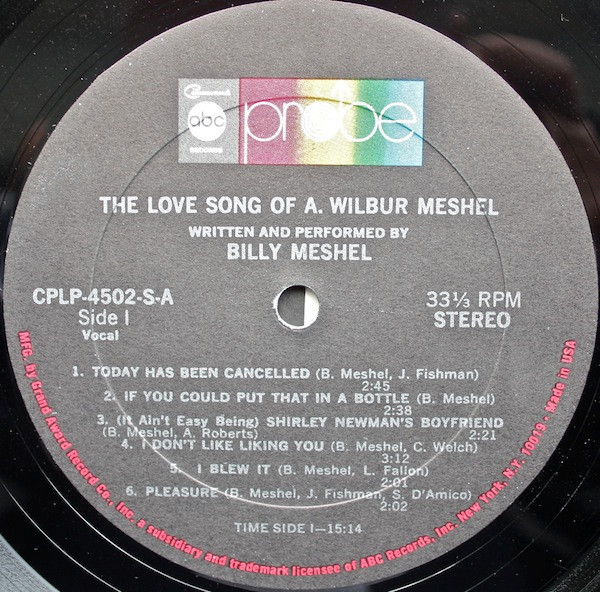 abc
RECORDS
probe
THE LOVE SONG OF A. WILBUR MESHEL
WRITTEN AND PERFORMED BY
BILLY MESHEL
CPLP-4502-S-A
Side I
Vocal
33⅓ RPM
STEREO
1. TODAY HAS BEEN CANCELLED (B. Meshel, J. Fishman)
2:45
2. IF YOU COULD PUT THAT IN A BOTTLE (B. Meshel)
2:38
3. (It Ain't Easy Being) SHIRLEY NEWMAN'S BOYFRIEND
(B. Meshel, A. Roberts) 2:21
4. I DON'T LIKE LIKING YOU (B. Meshel, C. Welch)
3:12
5. I BLEW IT (B. Meshel, L. Fallon)
2:01
6. PLEASURE (B. Meshel, J. Fishman, S. D'Amico)
2:02
TIME SIDE I—15:14
MFG. by Grand Award Record Co., Inc. a subsidiary and trademark licensee of ABC Records, Inc. New York, N.Y. 10019 - Made in USA